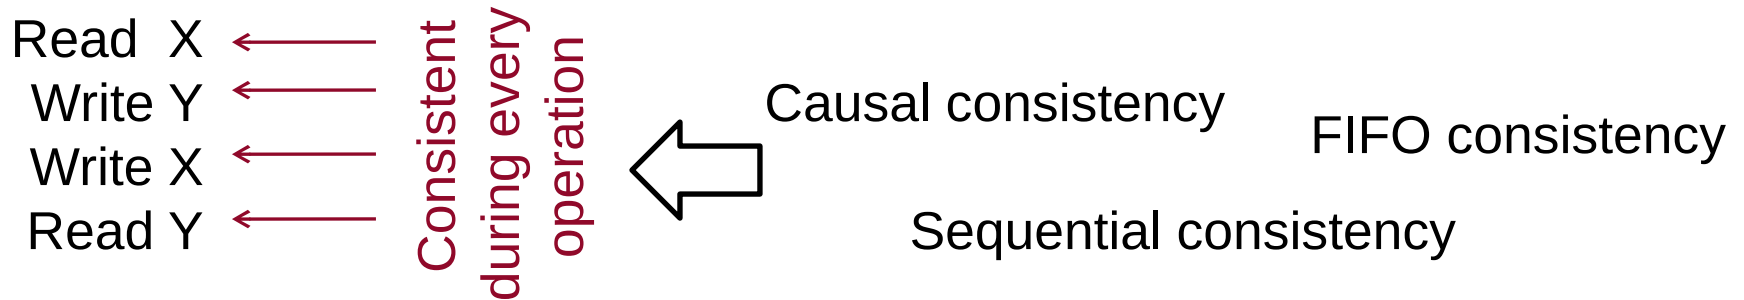 Read X
Write Y
Write X
Read Y
Consistent
during every
operation
Causal consistency
FIFO consistency
Sequential consistency